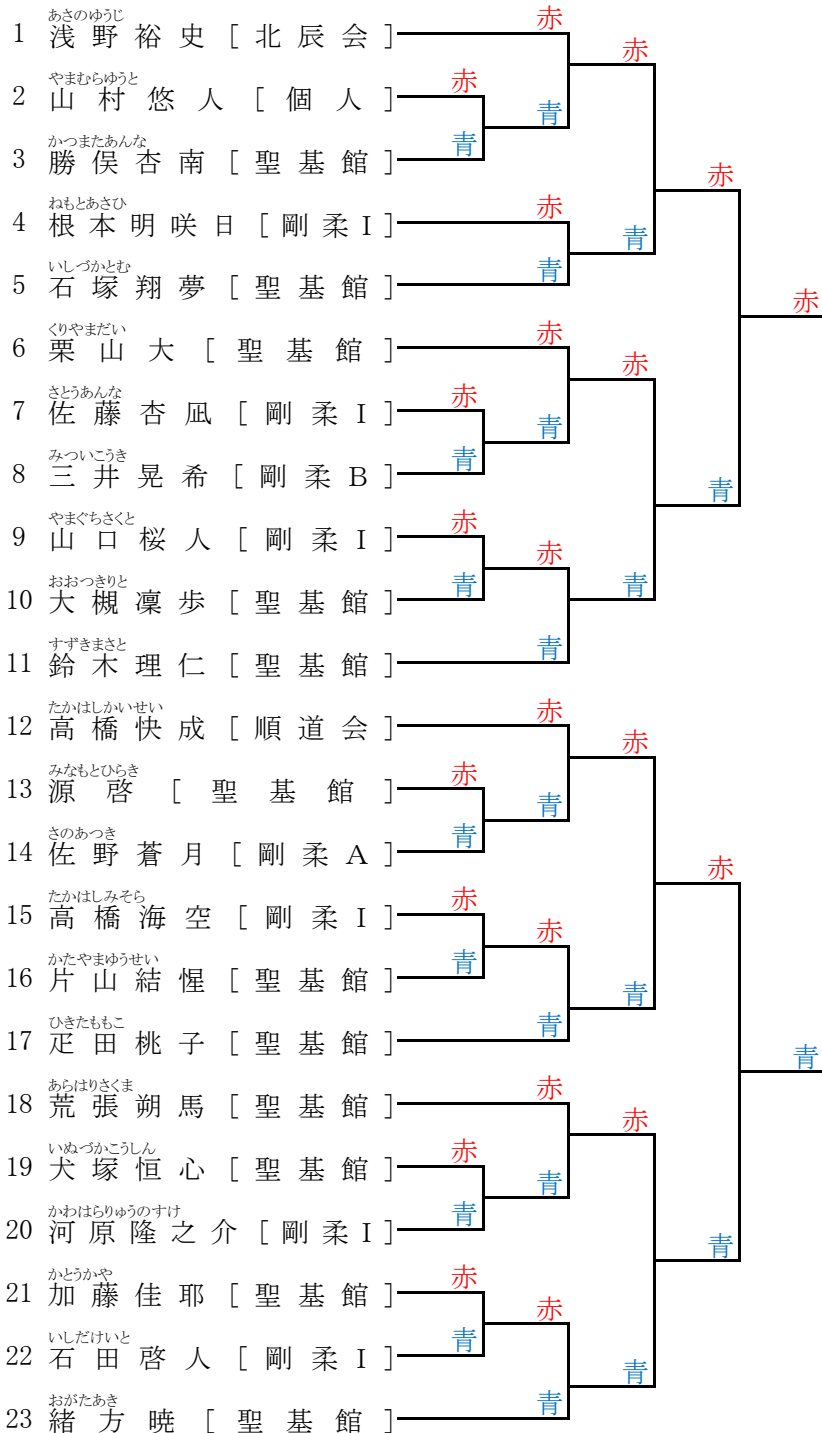 あさのゆうじ
1 浅野裕史 [北辰会] 赤
赤
やまむらゆうと
2 山村悠人 [個人] 赤 青
かつまたあんな
3 勝俣杏南 [聖基館] 青
赤
ねもとあさひ
4 根本明咲日 [剛柔I] 赤
青
いしづかとむ
5 石塚翔夢 [聖基館] 青
赤
くりやまだい
6 栗山大 [聖基館] 赤
赤
さとうあんな
7 佐藤杏凪 [剛柔I] 赤
青
みついこうき
8 三井晃希 [剛柔B] 青
青
やまぐちさくと
9 山口桜人 [剛柔I] 赤
赤
おおつきりと
10 大槻凜歩 [聖基館] 青
青
すずきまさと
11 鈴木理仁 [聖基館] 青
たかはしかいせい
12 高橋快成 [順道会] 赤
赤
みなもとひらき
13 源啓 [聖基館] 赤
青
さのあつき
14 佐野蒼月 [剛柔A] 青
赤
たかはしみそら
15 高橋海空 [剛柔I] 赤
赤
かたやまゆうせい
16 片山結惺 [聖基館] 青
青
ひきたももこ
17 疋田桃子 [聖基館] 青
青
あらはりさくま
18 荒張朔馬 [聖基館] 赤
赤
いぬづかこうしん
19 犬塚恒心 [聖基館] 赤
青
かわはらりゅうのすけ
20 河原隆之介 [剛柔I] 青
青
かとうかや
21 加藤佳耶 [聖基館] 赤
赤
いしだけいと
22 石田啓人 [剛柔I] 青
青
おがたあき
23 緒方暁 [聖基館] 青